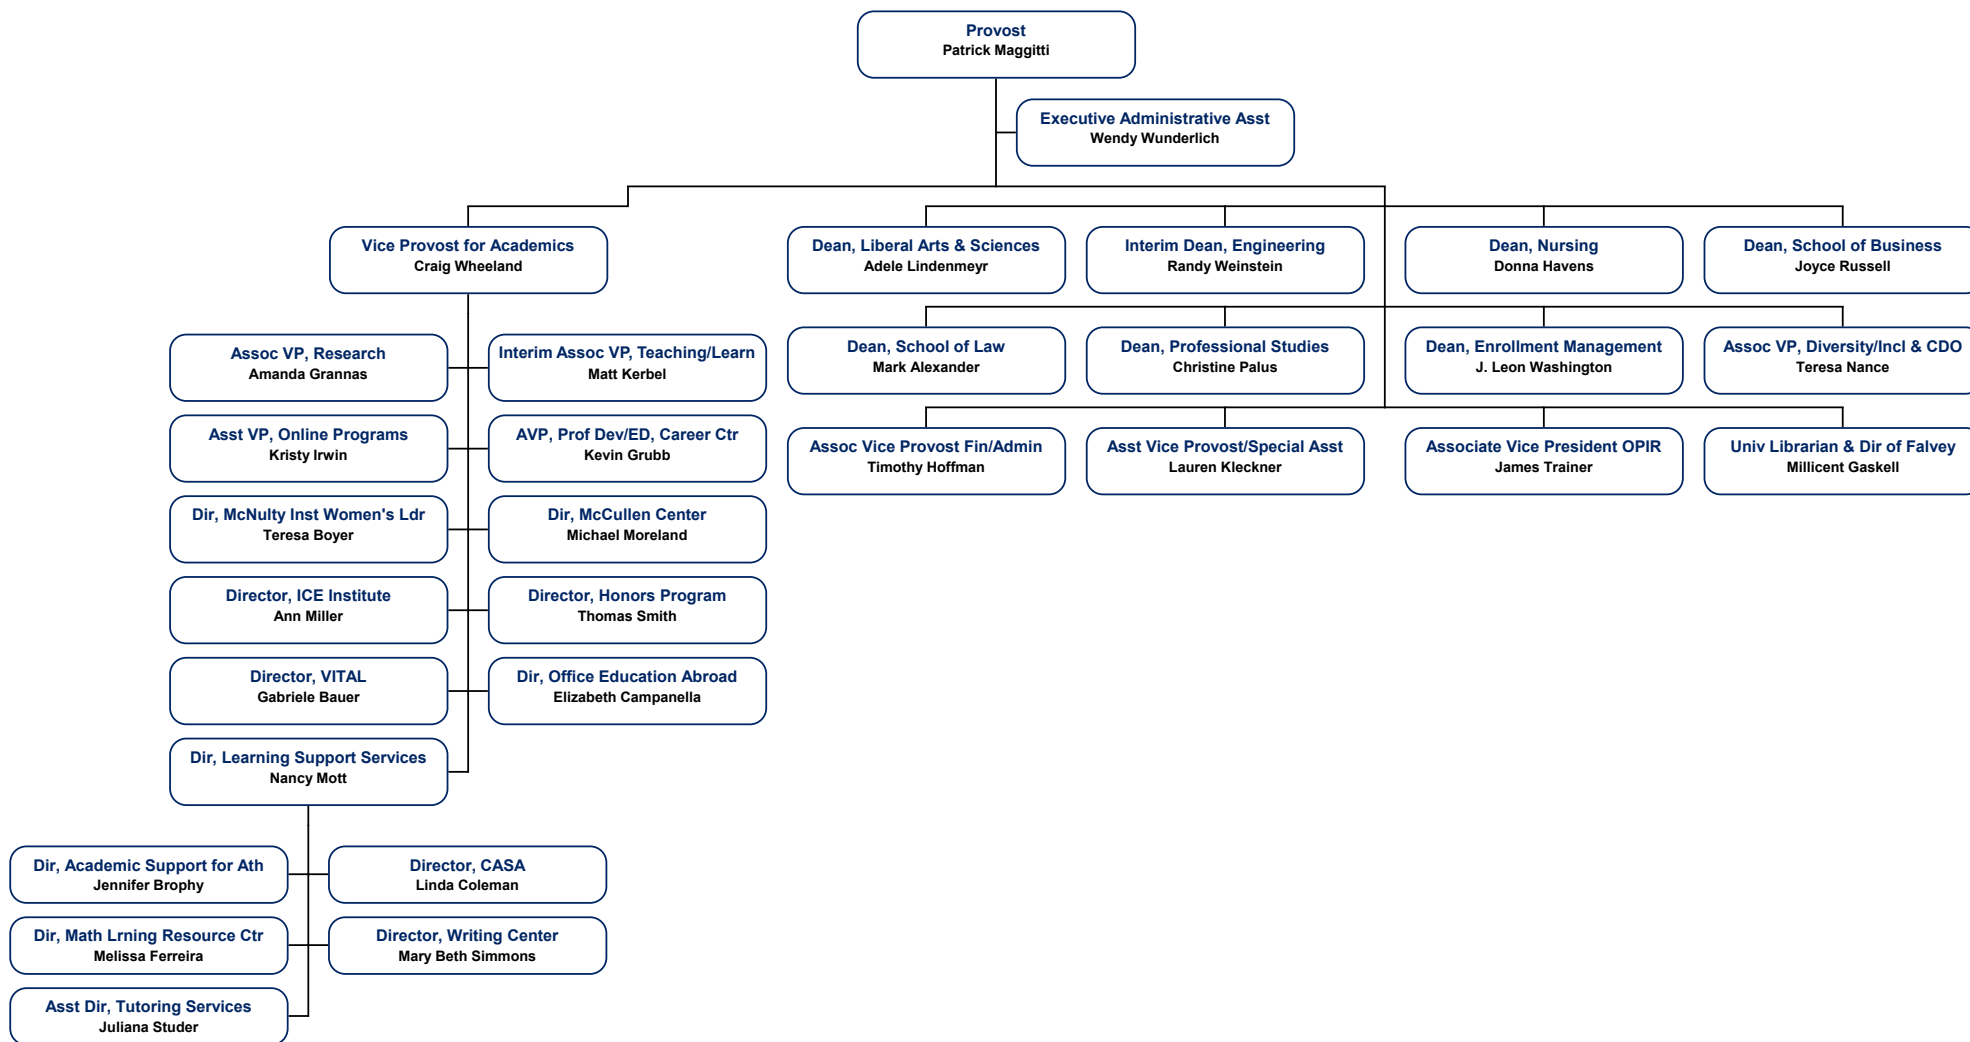 Provost
Patrick Maggitti
Executive Administrative Asst
Wendy Wunderlich
Vice Provost for Academics
Craig Wheeland
Dean, Liberal Arts & Sciences
Adele Lindenmeyr
Interim Dean, Engineering
Randy Weinstein
Dean, Nursing
Donna Havens
Dean, School of Business
Joyce Russell
Dean, School of Law
Mark Alexander
Dean, Professional Studies
Christine Palus
Dean, Enrollment Management
J. Leon Washington
Assoc VP, Diversity/Incl & CDO
Teresa Nance
Assoc Vice Provost Fin/Admin
Timothy Hoffman
Asst Vice Provost/Special Asst
Lauren Kleckner
Associate Vice President OPIR
James Trainer
Univ Librarian & Dir of Falvey
Millicent Gaskell
Assoc VP, Research
Amanda Grannas
Interim Assoc VP, Teaching/Learn
Matt Kerbel
Asst VP, Online Programs
Kristy Irwin
AVP, Prof Dev/ED, Career Ctr
Kevin Grubb
Dir, McNulty Inst Women's Ldr
Teresa Boyer
Dir, McCullen Center
Michael Moreland
Director, ICE Institute
Ann Miller
Director, Honors Program
Thomas Smith
Director, VITAL
Gabriele Bauer
Dir, Office Education Abroad
Elizabeth Campanella
Dir, Learning Support Services
Nancy Mott
Dir, Academic Support for Ath
Jennifer Brophy
Director, CASA
Linda Coleman
Dir, Math Lrning Resource Ctr
Melissa Ferreira
Director, Writing Center
Mary Beth Simmons
Asst Dir, Tutoring Services
Juliana Studer